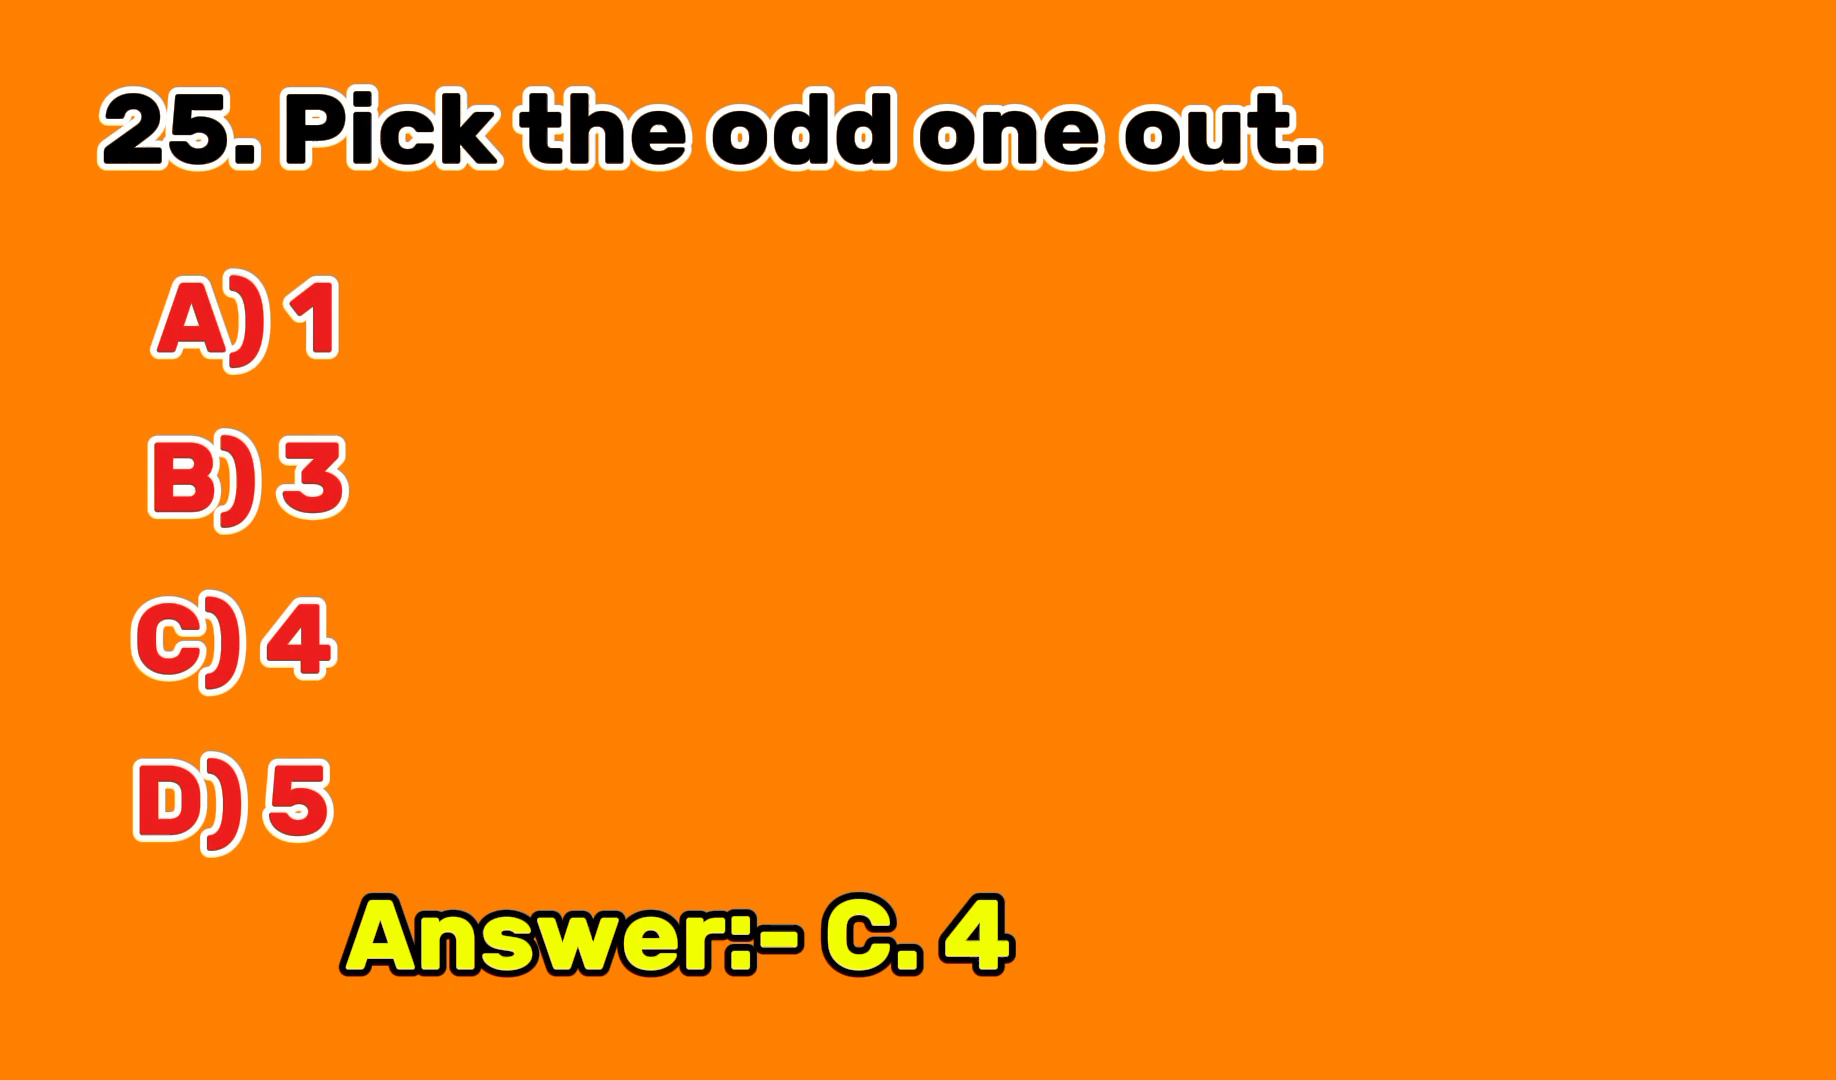 25. Pick the odd one out.
A) 1
B) 3
C) 4
D) 5
Answer:- C. 4